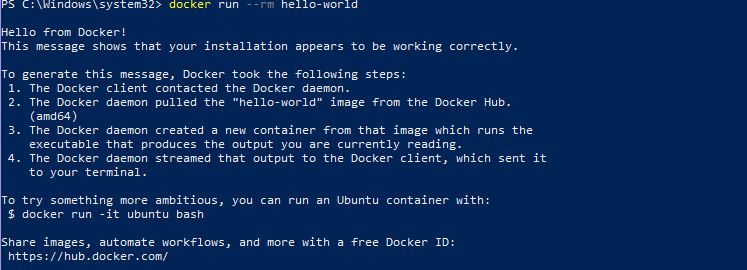 PS C:\Windows\system32> docker run --rm hello-world
Hello from Docker!
This message shows that your installation appears to be working correctly.
To generate this message, Docker took the following steps:
1. The Docker client contacted the Docker daemon.
2. The Docker daemon pulled the "hello-world" image from the Docker Hub.
(amd64)
3. The Docker daemon created a new container from that image which runs the
executable that produces the output you are currently reading.
4. The Docker daemon streamed that output to the Docker client, which sent it
to your terminal.
To try something more ambitious, you can run an Ubuntu container with:
$ docker run -it ubuntu bash
Share images, automate workflows, and more with a free Docker ID:
https://hub.docker.com/